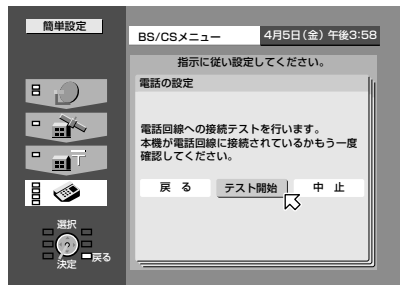 簡単設定
BS/CSメニュー
4月5日(金)午後3:58
指示に従い設定してください。
電話の設定
電話回線への接続テストを行います。
本機が電話回線に接続されているかもう一度
確認してください。
戻る
テスト開始
中止
選択
戻る
決定